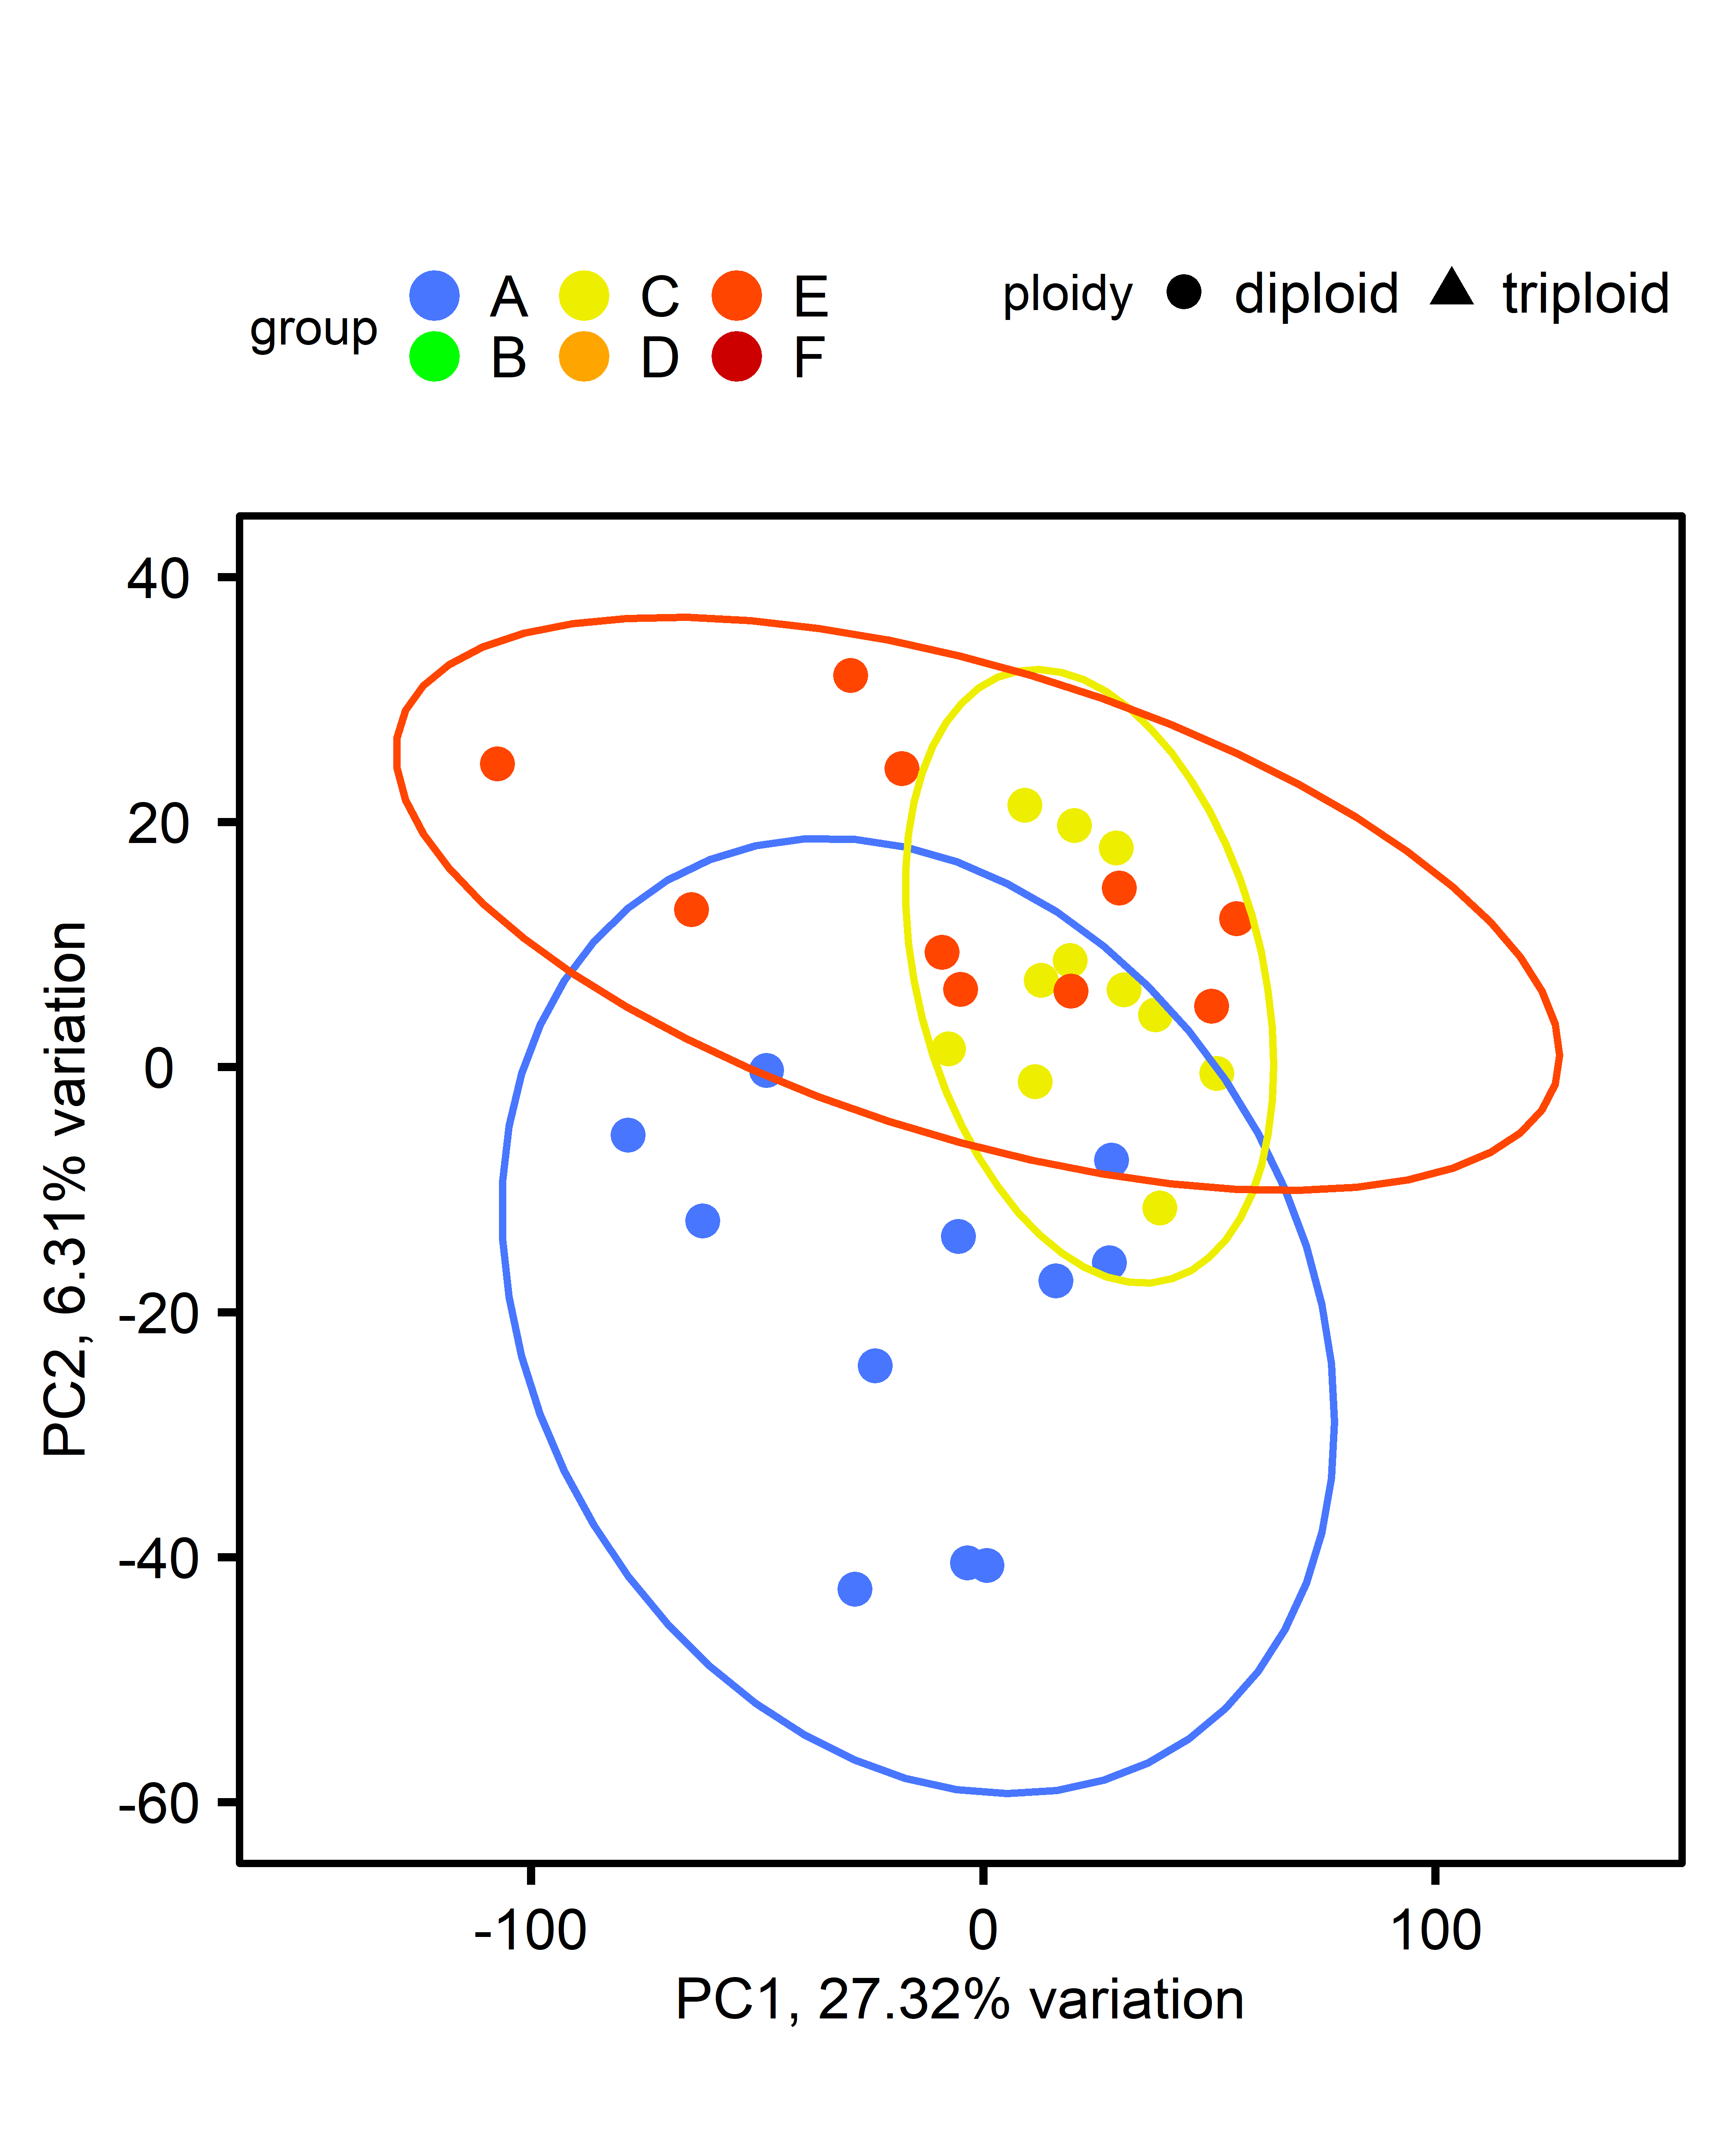 group A C E
B D F
ploidy diploid triploid
40
20
0
-20
-40
-60
PC2, 6.31% variation
-100 0 100
PC1, 27.32% variation